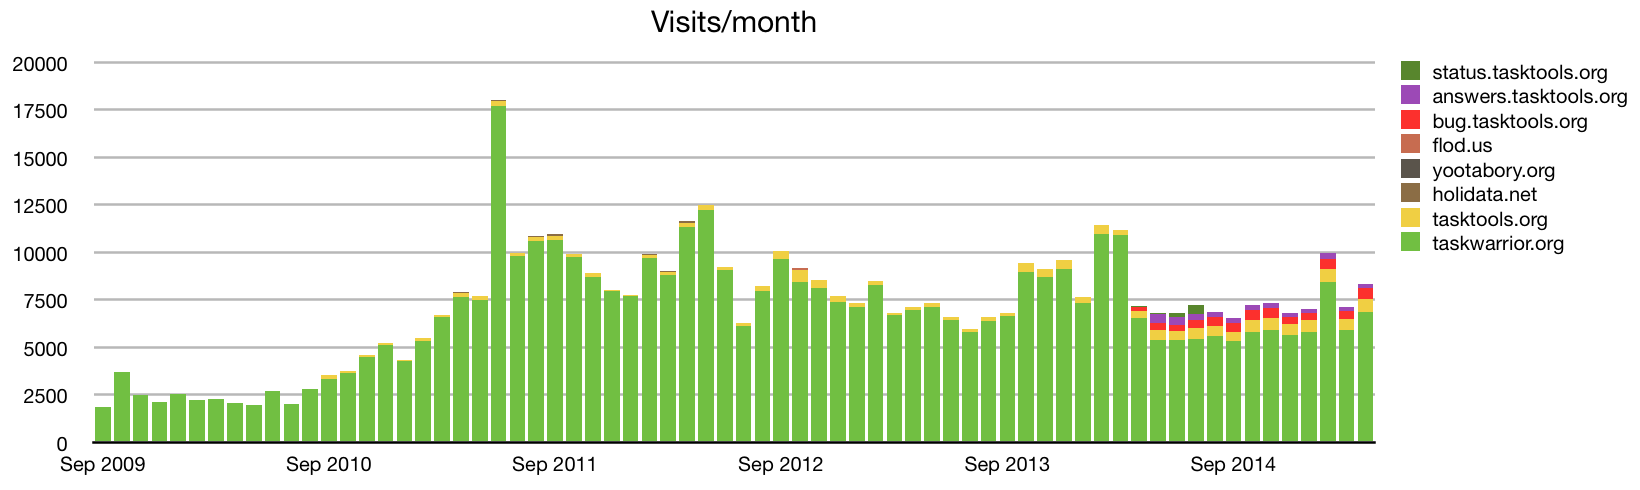 Visits/month
20000
17500
15000
12500
10000
7500
5000
2500
0
Sep 2009
Sep 2010
Sep 2011
Sep 2012
Sep 2013
Sep 2014
status.tasktools.org
answers.tasktools.org
bug.tasktools.org
flod.us
yootabory.org
holidata.net
tasktools.org
taskwarrior.org